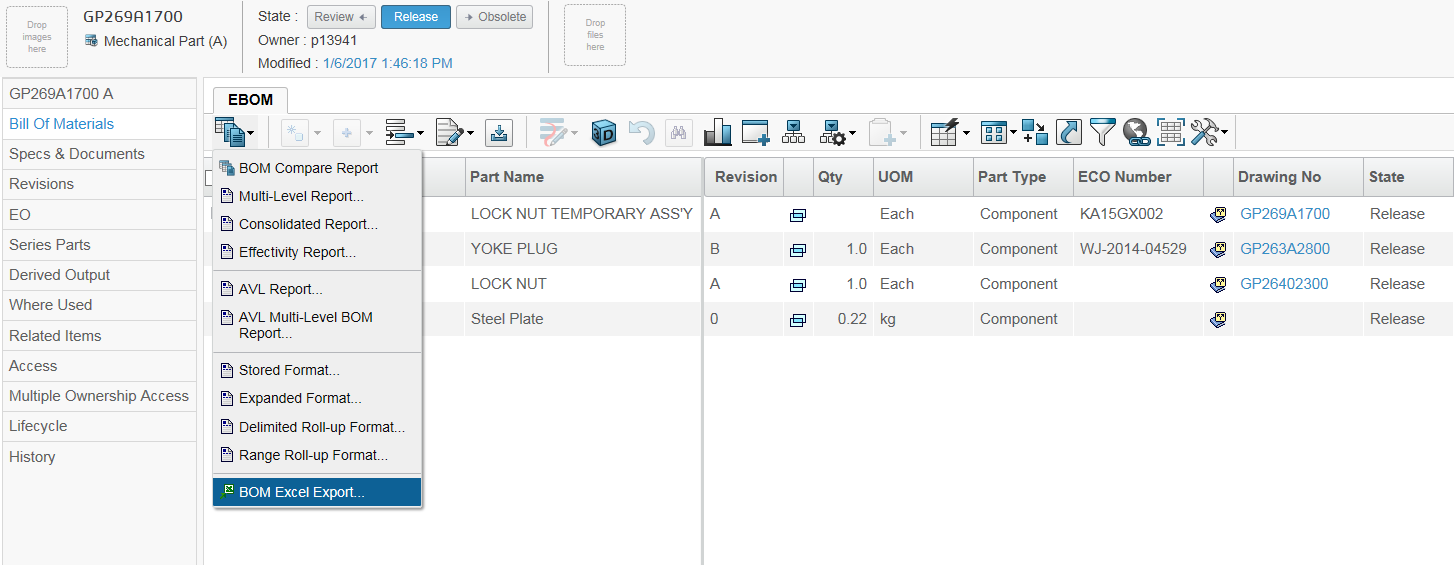 Drop
images
here
GP269A1700
Mechanical Part (A)
State :
Review
Release
Obsolete
Owner : p13941
Modified : 1/6/2017 1:46:18 PM
Drop
files
here
GP269A1700 A
Bill Of Materials
Specs & Documents
Revisions
EO
Series Parts
Derived Output
Where Used
Related Items
Access
Multiple Ownership Access
Lifecycle
History
EBOM
3D
BOM Compare Report
Multi-Level Report...
Consolidated Report...
Effectivity Report...
AVL Report...
AVL Multi-Level BOM
Report...
Stored Format...
Expanded Format...
Delimited Roll-up Format...
Range Roll-up Format...
BOM Excel Export...
Part Name Revision Qty UOM Part Type ECO Number Drawing No State
LOCK NUT TEMPORARY ASS'Y A Each Component KA15GX002 GP269A1700 Release
YOKE PLUG B 1.0 Each Component WJ-2014-04529 GP263A2800 Release
LOCK NUT A 1.0 Each Component GP26402300 Release
Steel Plate 0 0.22 kg Component Release